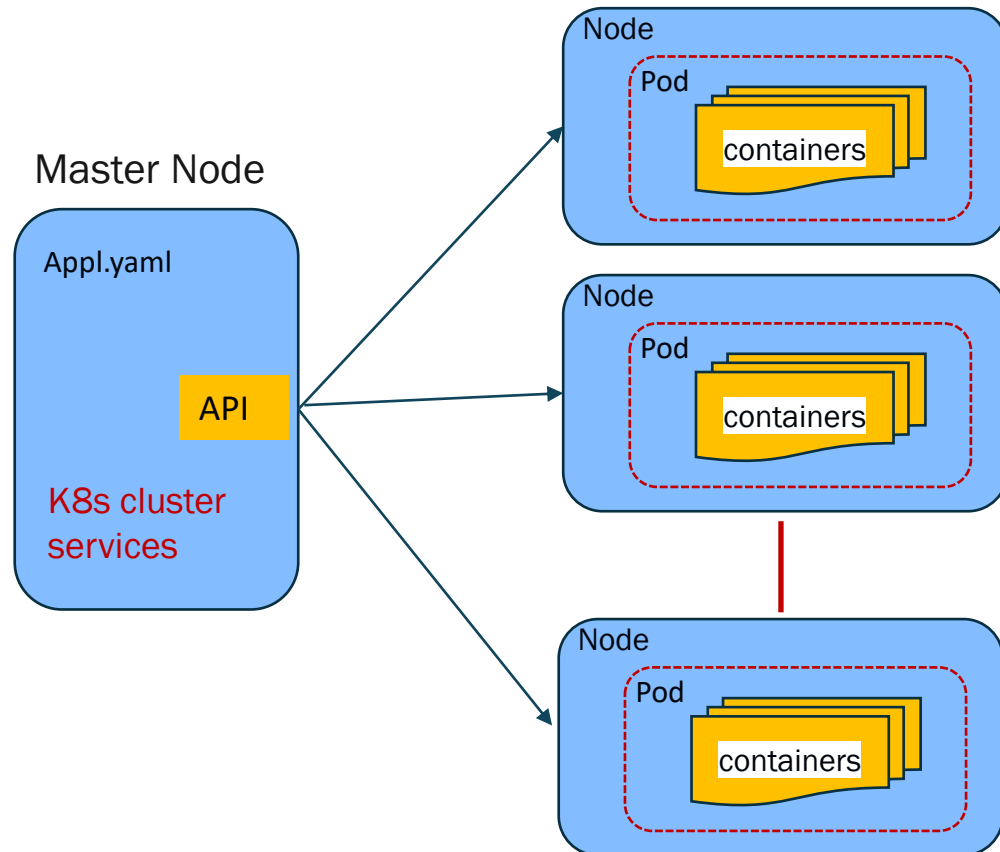 Master Node
Appl.yaml
API
K8s cluster
services
Node
Pod
containers
Node
Pod
containers
Node
Pod
containers